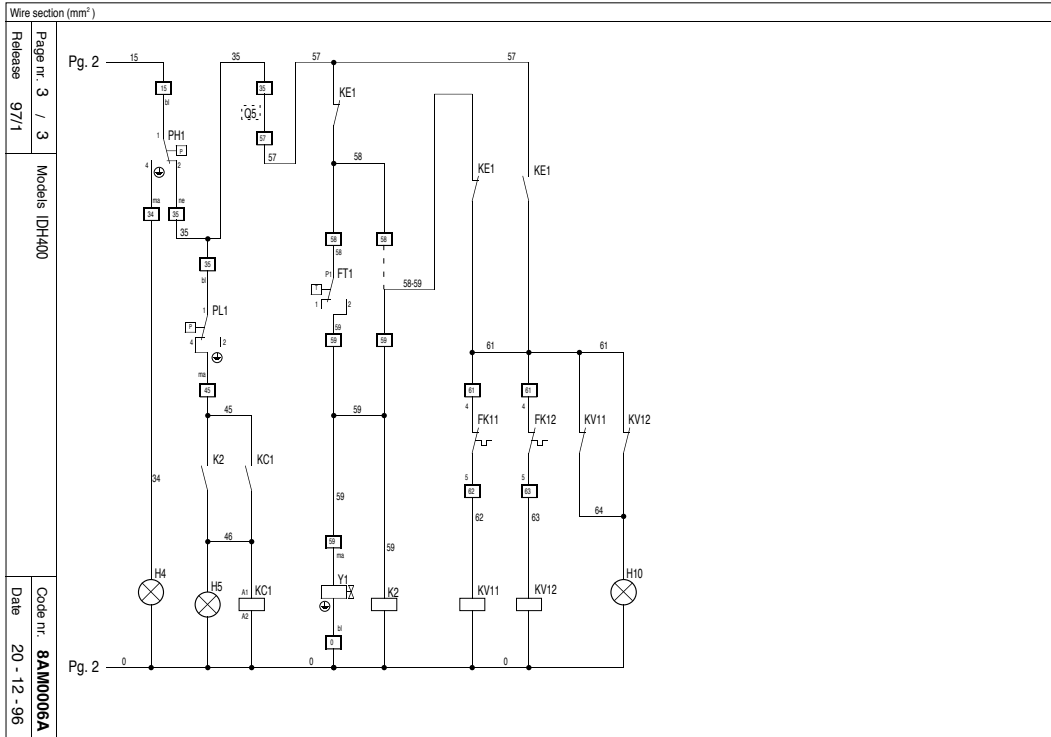 Wire section (mm²)
Page nr. 3 / 3
Release 97/1
Models IDH400
Code nr. 8AM0006A
Date 20 - 12 - 96
Pg. 2
15
35
57
57
15
bl
35
Q5
57
57
KE1
1
PH1
P
4
2
58
KE1
KE1
ma
ne
34
35
35
58
58
58
35
bl
P1
FT1
T
1
2
58-59
1
PL1
P
4
2
59
59
59
61
61
ma
45
61
61
4
4
45
59
FK11
FK12
KV11
KV12
K2
KC1
34
5
5
62
63
59
62
63
64
46
59
59
ma
H4
H5
A1
KC1
A2
Y1
K2
KV11
KV12
H10
bl
0
Pg. 2
0
0
0